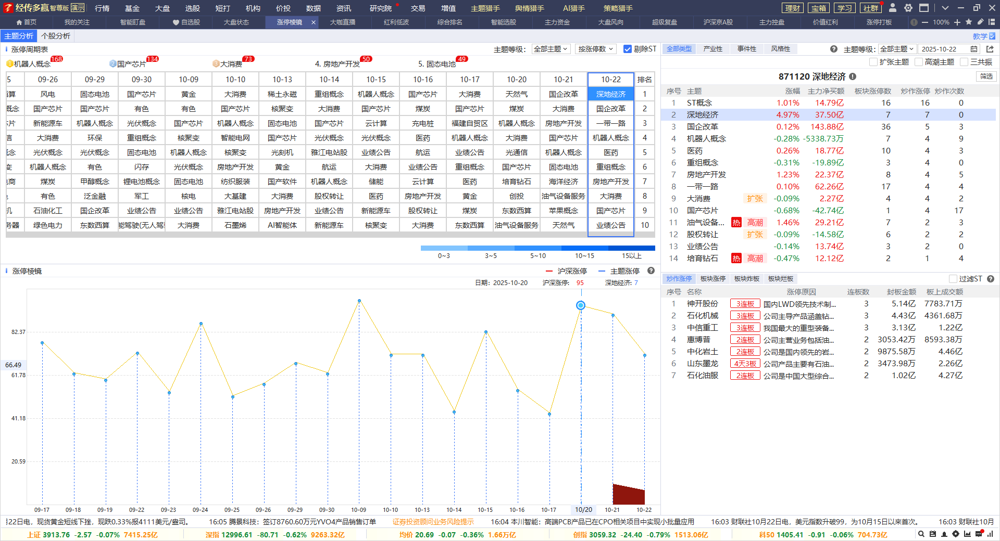 经传多赢 智尊版 演示 行情 基金 大盘 选股 短打 机构 价投 数据 资讯 研究院 交易 增值 主题猎手 舆情猎手 AI猎手 策略猎手 理财 宝箱 学习 社群
首页 我的关注 智能盯盘 自选股 大盘状态 涨停棱镜 × 大咖直播 红利低波 综合排名 智能选股 主力资金 大盘风向 超级复盘 沪深京A股 主力控盘 价值红利 涨停打板 100%
主题分析 个股分析 教学
涨停周期表 主题等级: 全部主题 按涨停数 剔除ST
1 机器人概念 168 2 国产芯片 134 3 大消费 73 4. 房地产开发 50 5. 固态电池 49
5 09-26 09-29 09-30 10-09 10-10 10-13 10-14 10-15 10-16 10-17 10-20 10-21 10-22 排名
算 风电 固态电池 国产芯片 黄金 大消费 稀土永磁 重组概念 机器人概念 国产芯片 大消费 天然气 国企改革 深地经济 1
概念 国产芯片 国产芯片 有色 有色 国产芯片 核聚变 大消费 国产芯片 煤炭 国产芯片 煤炭 大消费 国企改革 2
片 新能源车 机器人概念 光伏概念 国产芯片 机器人概念 固态电池 国产芯片 云计算 充电桩 福建自贸区 机器人概念 房地产开发 一带一路 3
信 大消费 环保 重组概念 核聚变 智能电网 国产芯片 光伏概念 光伏概念 医药 机器人概念 大消费 国产芯片 机器人概念 4
念 光伏概念 光伏概念 固态电池 机器人概念 核聚变 光刻机 雅江电站股 业绩公告 航运 业绩公告 光通信 机器人概念 医药 5
变 机器人概念 有色 闪存 光伏概念 房地产开发 黄金 航运 大消费 业绩公告 重组概念 国产芯片 固态电池 重组概念 6
商 煤炭 甲醇概念 锂电池概念 固态电池 纺织服装 国产软件 机器人概念 储能 云计算 医药 培育钻石 海洋经济 房地产开发 7
有色 泛金融 军工 核电 大基建 大消费 股权转让 医药 房地产开发 黄金 创投 油气设备服务 大消费 8
机 石油化工 国企改革 业绩公告 业绩公告 雅江电站股 房地产开发 业绩公告 新能源车 股权转让 煤炭 东数西算 苹果概念 国产芯片 9
务器 绿色电力 东数西算 能驾驶(无人驾 大消费 石墨烯 AI智能体 新能源车 核聚变 大消费 东数西算 油气设备服务 天然气 业绩公告 10
0~3 3~5 5~10 10~15 15以上
涨停棱镜 沪深涨停 主题涨停
日期: 2025-10-20 沪深涨停: 95 深地经济: 7
82.37
66.49
61.78
41.18
20.59
09-17 09-18 09-19 09-22 09-23 09-24 09-25 09-26 09-29 09-30 10-09 10-10 10-13 10-14 10-15 10-16 10-17 10/20 10-21 10-22
全部类型 产业性 事件性 风格性 主题等级: 全部主题 2025-10-22
扩张主题 高潮主题 三共振
871120 深地经济 筛选
序号 主题 涨幅 主力净买额 板块涨停数 炒作涨停 炒作次数
1 ST概念 1.01% 14.79亿 16 16 0
2 深地经济 4.97% 37.50亿 7 7 0
3 国企改革 0.12% 143.88亿 36 5 3
4 机器人概念 -0.28% -5338.73万 7 4 9
5 医药 0.26% 18.77亿 10 4 3
6 重组概念 -0.31% -19.89亿 3 4 0
7 房地产开发 1.23% 22.37亿 8 4 5
8 一带一路 0.10% 62.26亿 17 4 4
9 大消费 扩张 -0.09% 2.27亿 4 4 2
10 国产芯片 -0.68% -42.74亿 1 4 17
11 油气设备... 热 高潮 1.46% 29.21亿 7 2 3
12 股权转让 扩张 -0.09% -14.58亿 6 2 2
13 业绩公告 -0.14% 13.74亿 3 2 0
14 培育钻石 热 高潮 -0.47% 12.12亿 2 1 4
炒作涨停 板块涨停 板块炸板 板块烂板 过滤ST
序号 名称 涨停原因 连板数 封板金额 板上成交额
1 神开股份 3连板 国内LWD领先技术制... 3 5.14亿 7783.71万
2 石化机械 3连板 公司主导产品涵盖钻... 3 4.43亿 4361.68万
3 中信重工 3连板 我国最大的重型装备... 3 3.13亿 1.22亿
4 惠博普 2连板 公司主营业务包括油... 2 3053.42万 8593.38万
5 中化岩土 2连板 公司是国内领先的岩... 2 9875.58万 4.46亿
6 山东墨龙 4天3板 公司产品主要有石油... 2 3473.98万 2.26亿
7 石化油服 2连板 公司是中国大型综合... 2 1.02亿 4.27亿
月22日电，现货黄金短线下挫，现跌0.33%报4111美元/盎司。 16:05 腾景科技：签订8760.60万元YVO4产品销售订单 证券投资顾问业务风险提示 16:04 本川智能：高端PCB产品已在CPO相关项目中实现小批量应用 16:03 财联社10月22日电，美元指数升破99，为10月15日以来首次。 16:03 财联社10月
上证 3913.76 -2.57 -0.07% 7415.25亿 深指 12996.61 -80.71 -0.62% 9263.32亿 均价 20.69 -0.07 -0.36% 1.66万亿 创指 3059.32 -24.40 -0.79% 1513.06亿 科50 1405.41 -0.91 -0.06% 704.73亿